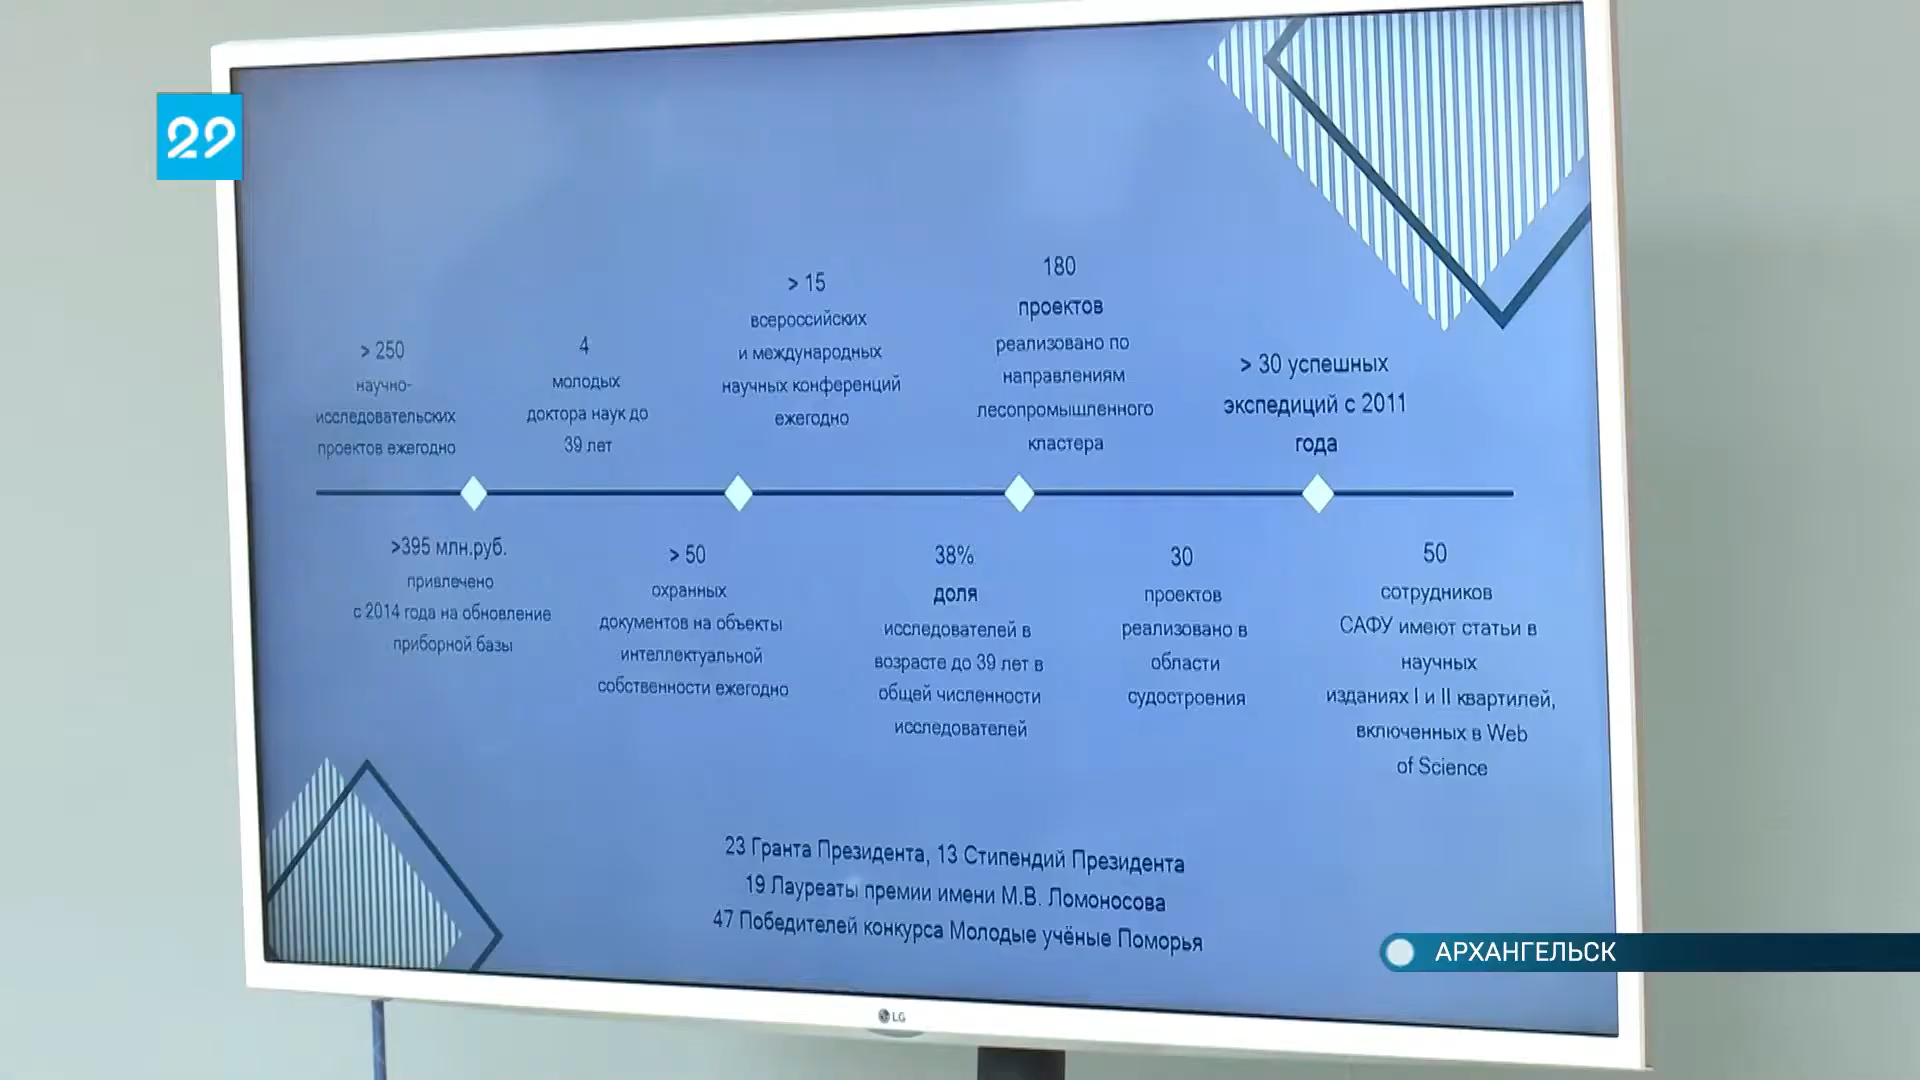 29
> 250
научно-
исследовательских
проектов ежегодно
4
молодых
доктора наук до
39 лет
> 15
всероссийских
и международных
научных конференций
ежегодно
180
проектов
реализовано по
направлениям
лесопромышленного
кластера
> 30 успешных
экспедиций с 2011
года
>395 млн.руб.
привлечено
с 2014 года на обновление
приборной базы
> 50
охранных
документов на объекты
интеллектуальной
собственности ежегодно
38%
доля
исследователей в
возрасте до 39 лет в
общей численности
исследователей
30
проектов
реализовано в
области
судостроения
50
сотрудников
САФУ имеют статьи в
научных
изданиях I и II квартилей,
включенных в Web
of Science
23 Гранта Президента, 13 Стипендий Президента
19 Лауреаты премии имени М.В. Ломоносова
47 Победителей конкурса Молодые учёные Поморья
АРХАНГЕЛЬСК
LG